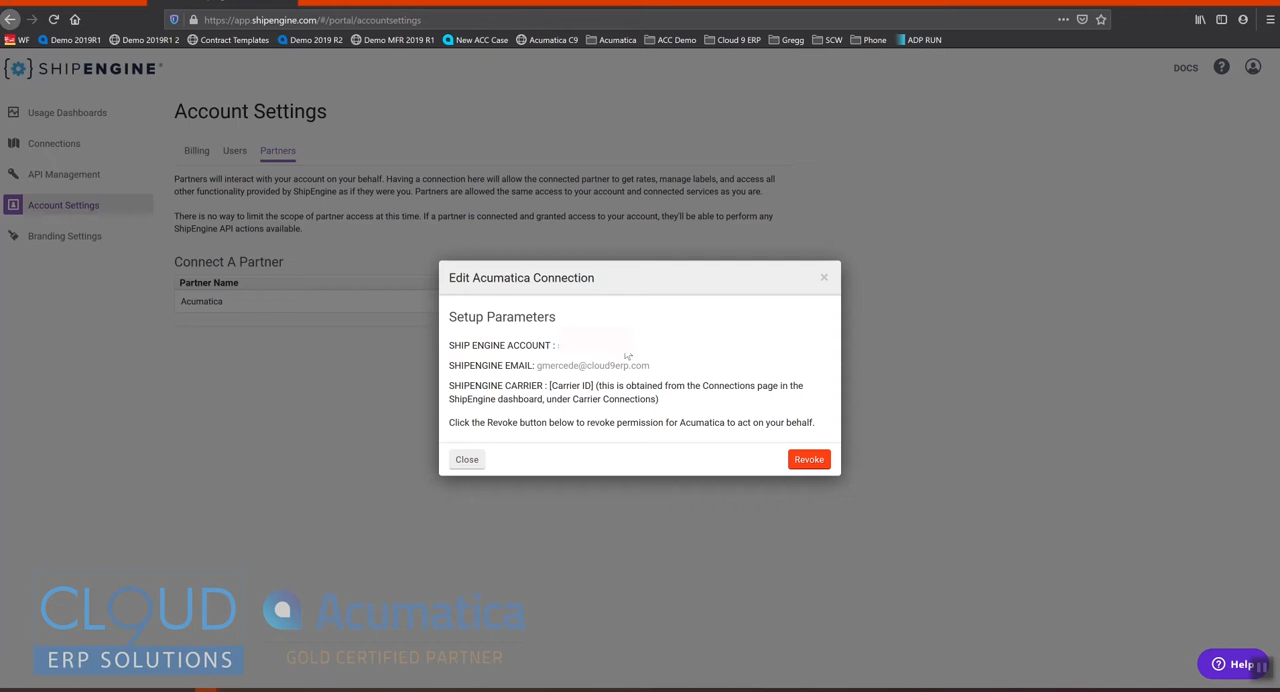 https://app.shipengine.com/#/portal/accountsettings
WF Demo 2019R1 Demo 2019R1 2 Contract Templates Demo 2019 R2 Demo MFR 2019 R1 New ACC Case Acumatica C9 Acumatica ACC Demo Cloud 9 ERP Gregg SCW Phone ADP RUN
SHIPENGINE
DOCS
Usage Dashboards
Connections
API Management
Account Settings
Branding Settings
Account Settings
Billing Users Partners
Partners will interact with your account on your behalf. Having a connection here will allow the connected partner to get rates, manage labels, and access all
other functionality provided by ShipEngine as if they were you. Partners are allowed the same access to your account and connected services as you are.
There is no way to limit the scope of partner access at this time. If a partner is connected and granted access to your account, they'll be able to perform any
ShipEngine API actions available.
Connect A Partner
Partner Name
Acumatica
Edit Acumatica Connection ×
Setup Parameters
SHIP ENGINE ACCOUNT :
SHIPENGINE EMAIL: gmercede@cloud9erp.com
SHIPENGINE CARRIER : [Carrier ID] (this is obtained from the Connections page in the
ShipEngine dashboard, under Carrier Connections)
Click the Revoke button below to revoke permission for Acumatica to act on your behalf.
Close Revoke
CLOUD9
ERP SOLUTIONS
Acumatica
GOLD CERTIFIED PARTNER
Help